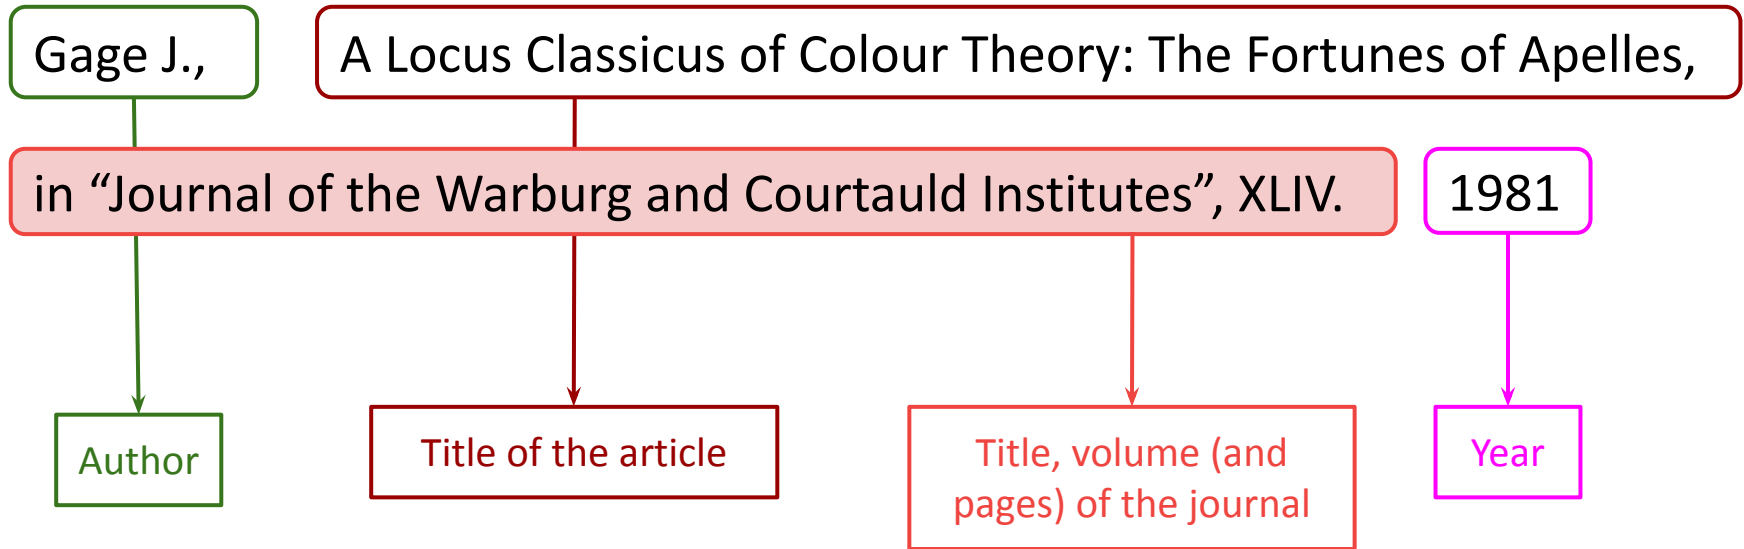 Gage J., A Locus Classicus of Colour Theory: The Fortunes of Apelles,
in “Journal of the Warburg and Courtauld Institutes”, XLIV. 1981
Author
Title of the article
Title, volume (and
pages) of the journal
Year